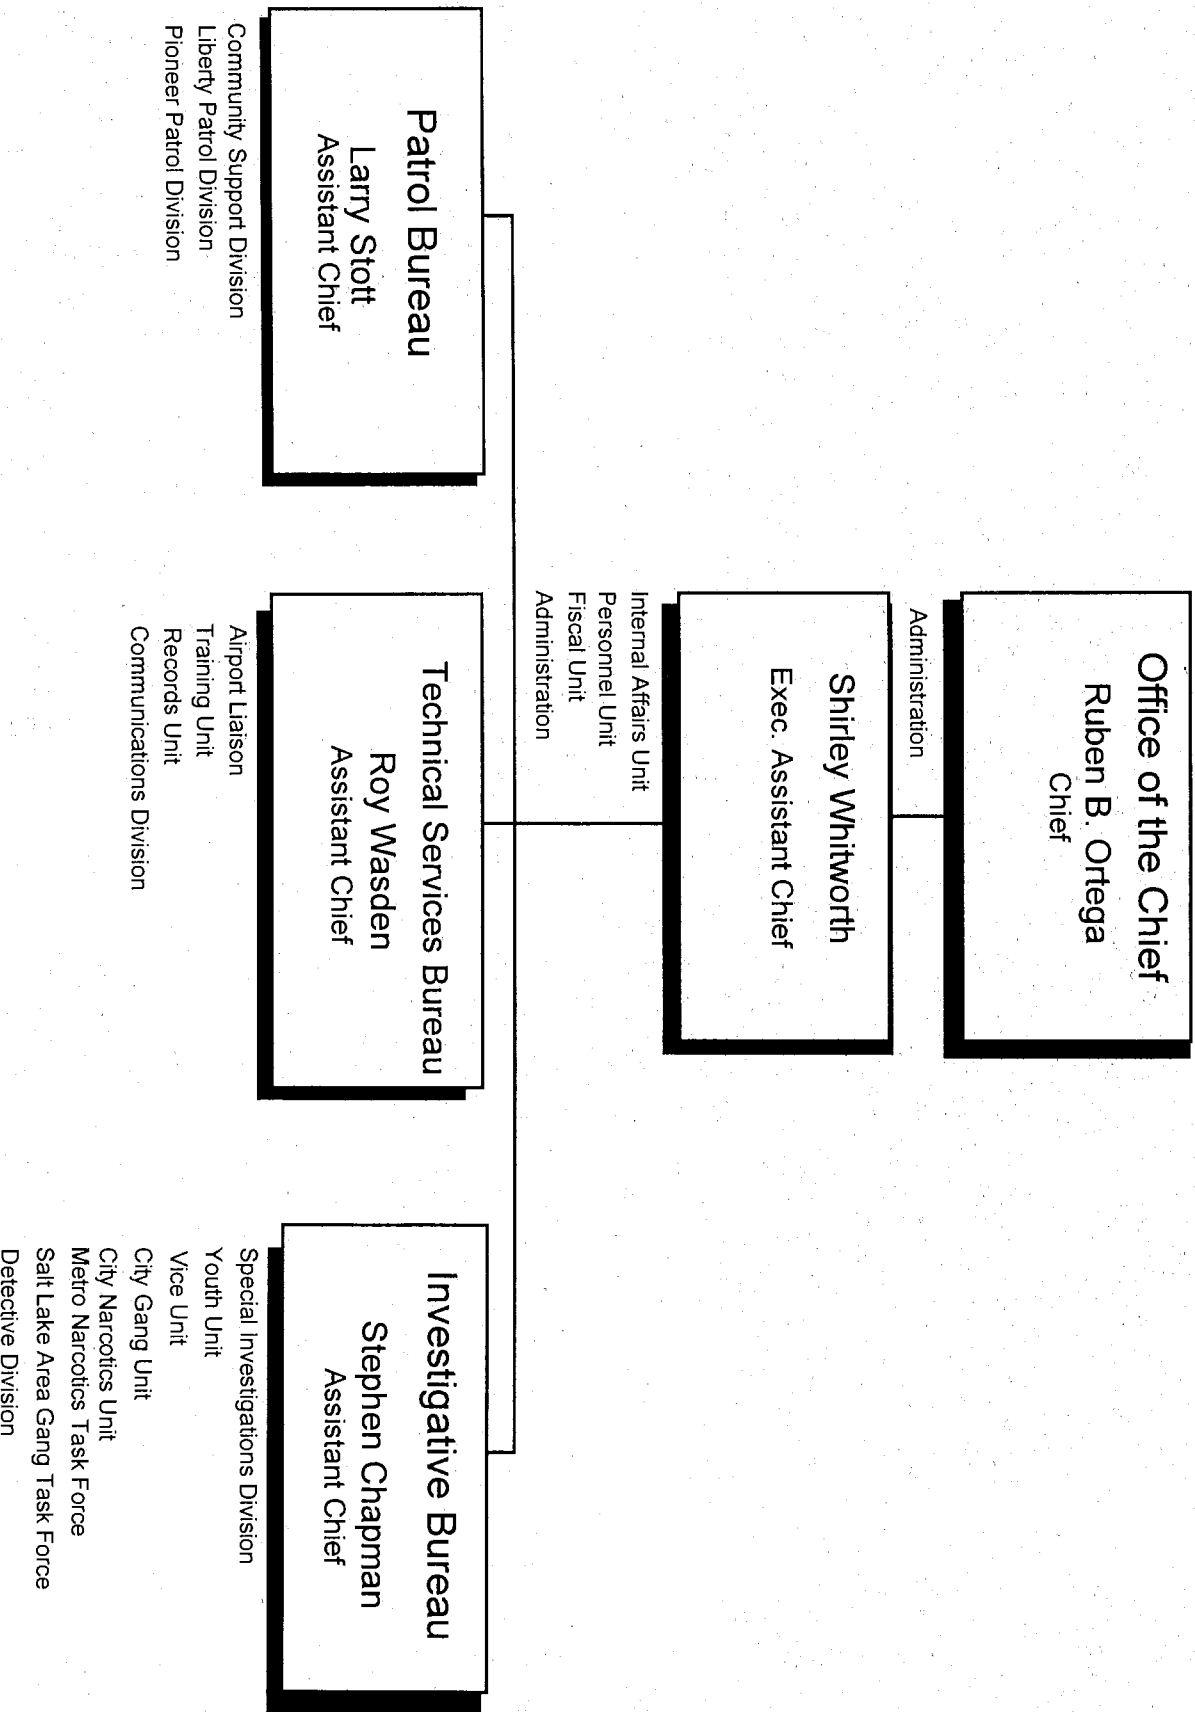 Office of the Chief
Ruben B. Ortega
Chief
Administration
Shirley Whitworth
Exec. Assistant Chief
Internal Affairs Unit
Personnel Unit
Fiscal Unit
Administration
Patrol Bureau
Larry Stott
Assistant Chief
Community Support Division
Liberty Patrol Division
Pioneer Patrol Division
Technical Services Bureau
Roy Wasden
Assistant Chief
Airport Liaison
Training Unit
Records Unit
Communications Division
Investigative Bureau
Stephen Chapman
Assistant Chief
Special Investigations Division
Youth Unit
Vice Unit
City Gang Unit
City Narcotics Unit
Metro Narcotics Task Force
Salt Lake Area Gang Task Force
Detective Division